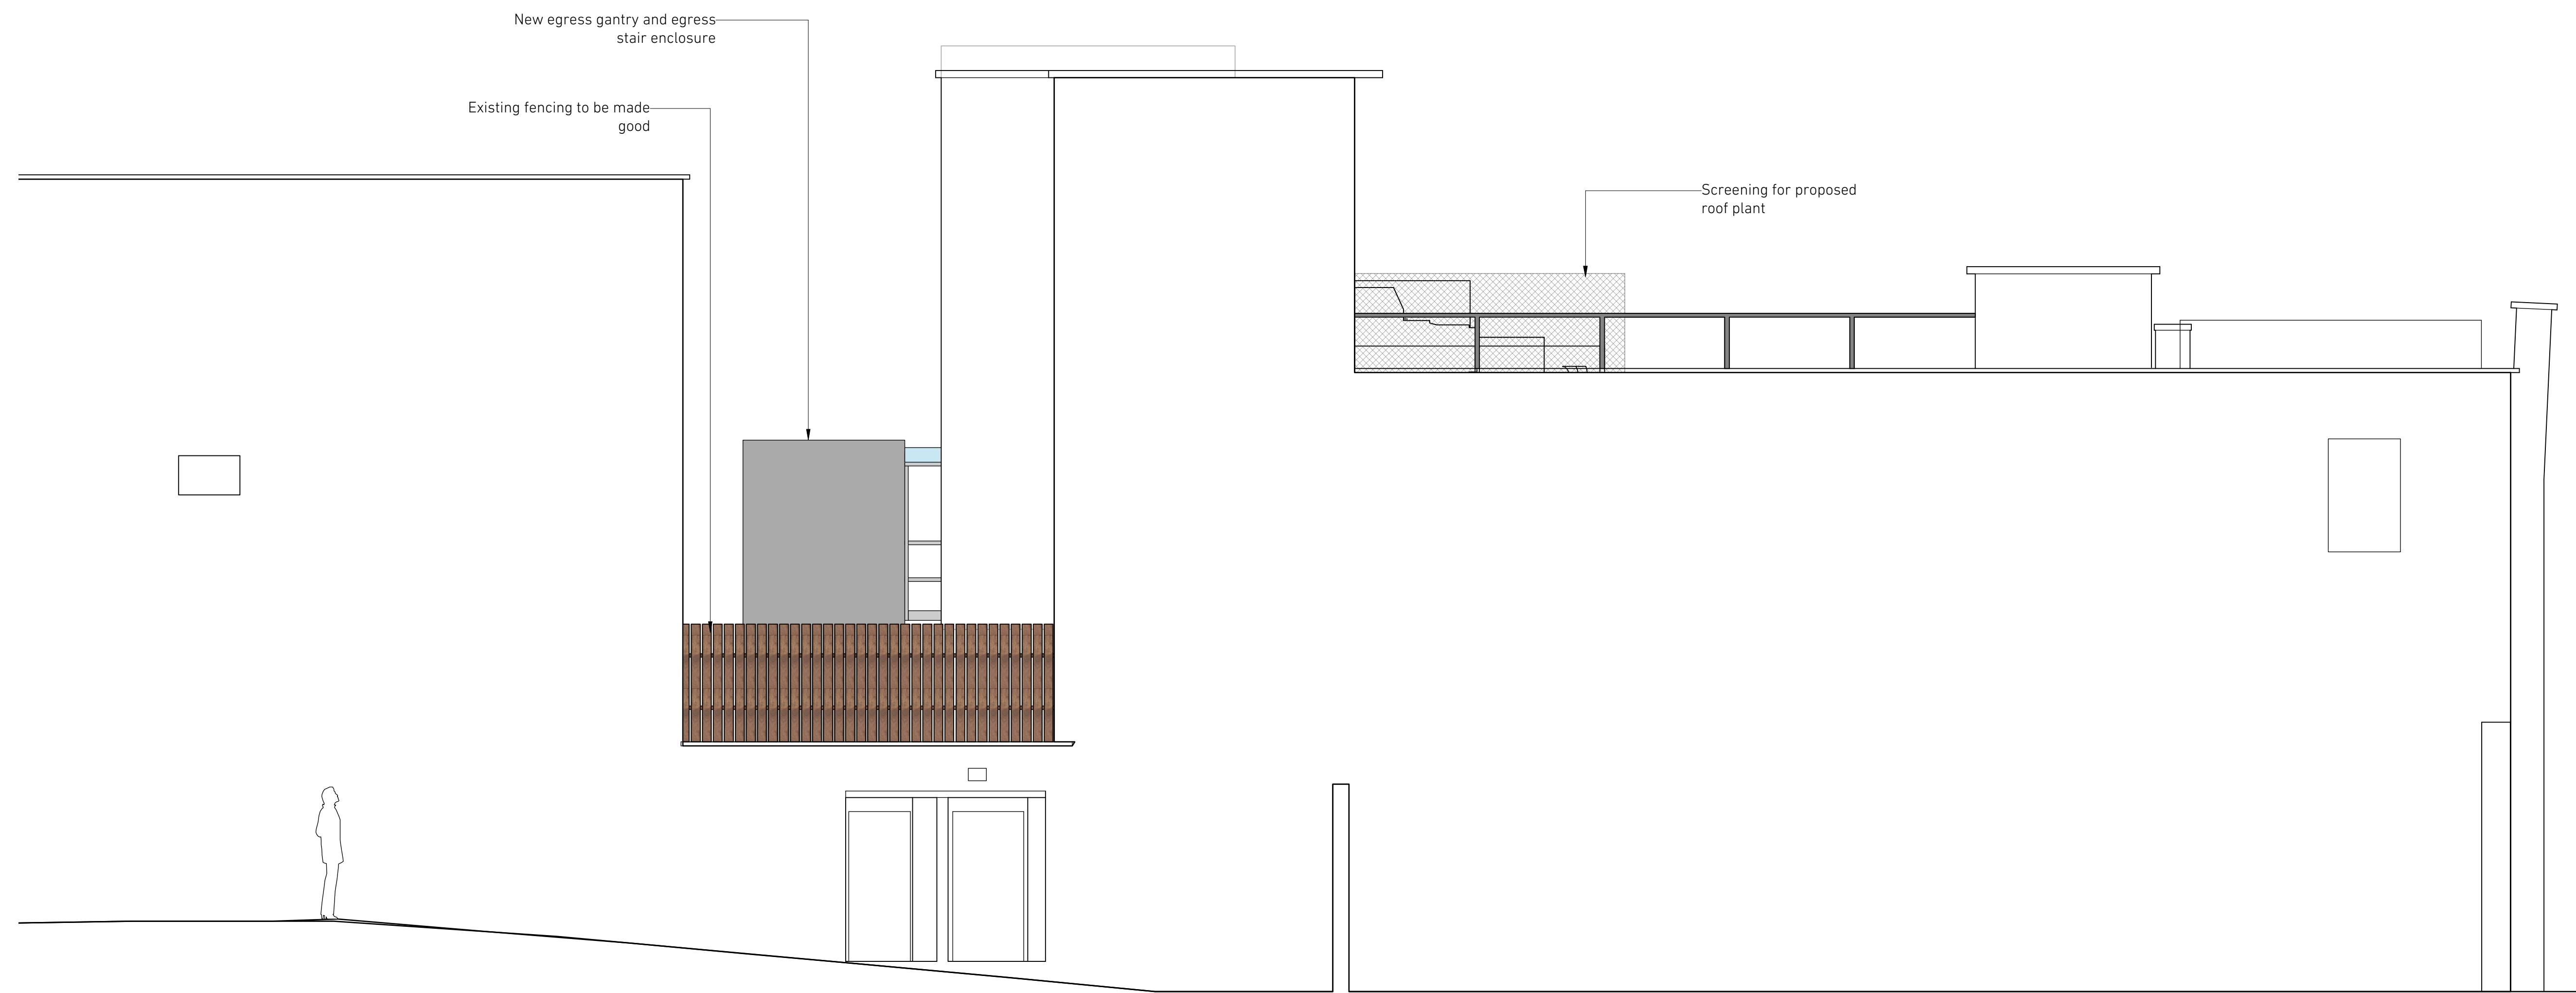 New egress gantry and egress
stair enclosure
Existing fencing to be made
good
Screening for proposed
roof plant